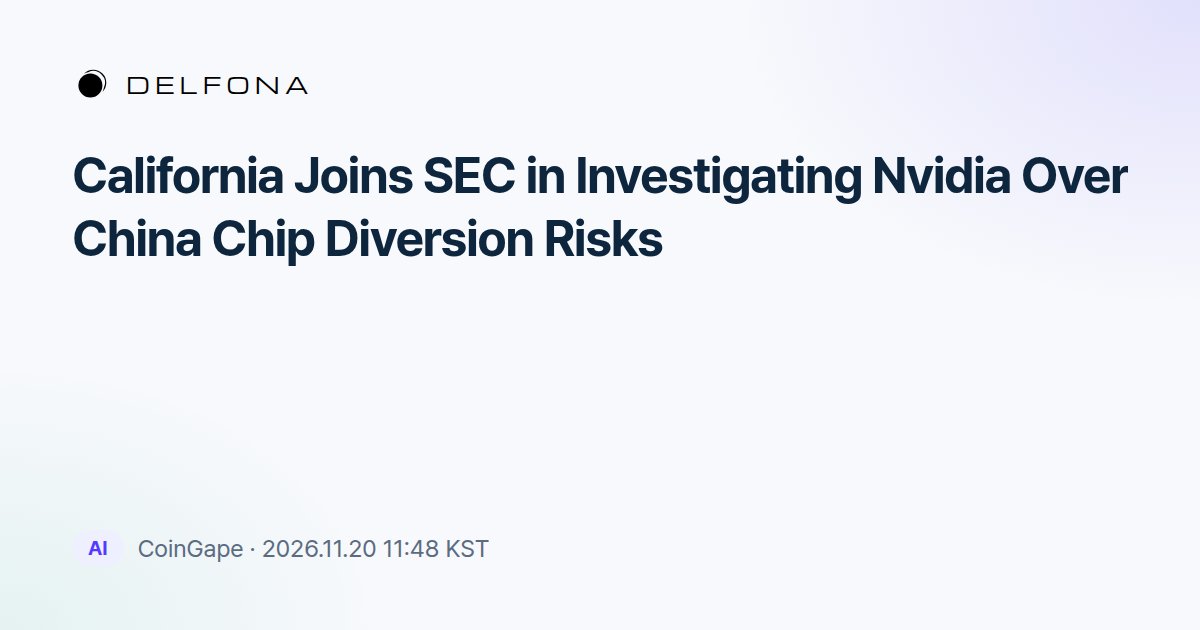 DELFONA
California Joins SEC in Investigating Nvidia Over
China Chip Diversion Risks
AI CoinGape · 2026.11.20 11:48 KST